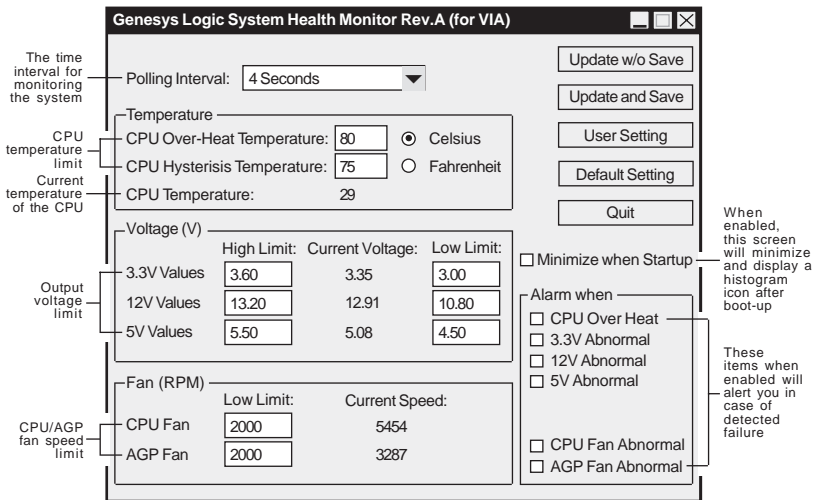 Genesys Logic System Health Monitor Rev.A (for VIA)
The time
interval for
monitoring
the system
Polling Interval: 4 Seconds
Update w/o Save
Update and Save
User Setting
Default Setting
Quit
Temperature
CPU
temperature
limit
CPU Over-Heat Temperature: 80 Celsius
CPU Hysterisis Temperature: 75 Fahrenheit
Current
temperature
of the CPU
CPU Temperature: 29
Voltage (V)
High Limit: Current Voltage: Low Limit:
Output
voltage
limit
3.3V Values 3.60 3.35 3.00
12V Values 13.20 12.91 10.80
5V Values 5.50 5.08 4.50
Minimize when Startup
When
enabled,
this screen
will minimize
and display a
histogram
icon after
boot-up
Alarm when
CPU Over Heat
3.3V Abnormal
12V Abnormal
5V Abnormal
CPU Fan Abnormal
AGP Fan Abnormal
These
items when
enabled will
alert you in
case of
detected
failure
Fan (RPM)
Low Limit: Current Speed:
CPU/AGP
fan speed
limit
CPU Fan 2000 5454
AGP Fan 2000 3287